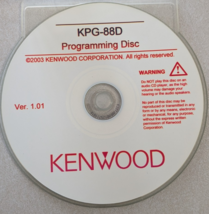 KPG-88D
Programming Disc
©2003 KENWOOD CORPORATION. All rights reserved.
WARNING
Do NOT play this disc on an
audio CD player, as the high
volume may damage your
hearing or the audio speakers.
Ver. 1.01
No part of this disc may be
reproduced or transmitted in any
form or by any means, electronic
or mechanical, for any purpose,
without the express written
permission of Kenwood
Corporation.
KENWOOD